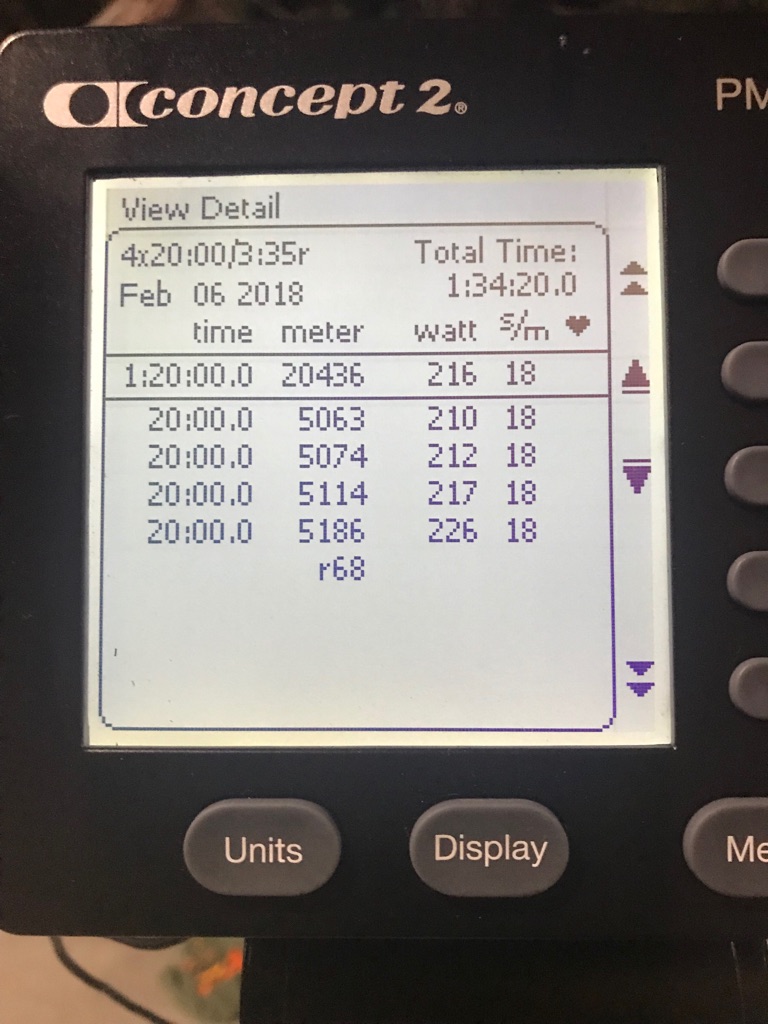 concept 2®
PM
View Detail
4x20:00/3:35r Total Time:
Feb 06 2018 1:34:20.0
time meter watt s/m ♥
1:20:00.0 20436 216 18
20:00.0 5063 210 18
20:00.0 5074 212 18
20:00.0 5114 217 18
20:00.0 5186 226 18
r68
Units Display Me